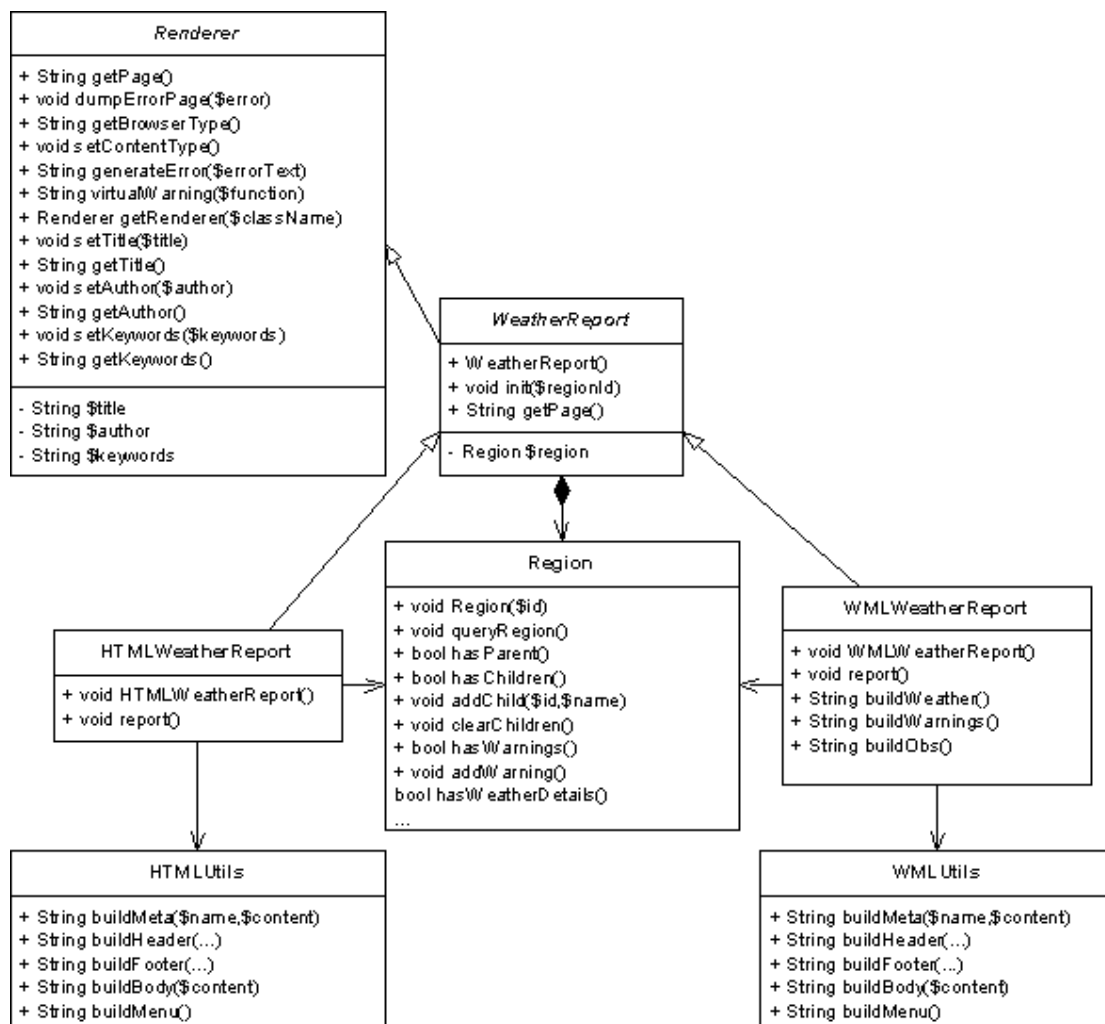 Renderer
+ String getPage()
+ void dumpErrorPage($error)
+ String getBrowserType()
+ void setContentType()
+ String generateError($errorText)
+ String virtualWarning($function)
+ Renderer getRenderer($className)
+ void setTitle($title)
+ String getTitle()
+ void setAuthor($author)
+ String getAuthor()
+ void setKeywords($keywords)
+ String getKeywords()
- String $title
- String $author
- String $keywords
WeatherReport
+ WeatherReport()
+ void init($regionId)
+ String getPage()
- Region $region
Region
+ void Region($id)
+ void queryRegion()
+ bool hasParent()
+ bool hasChildren()
+ void addChild($id,$name)
+ void clearChildren()
+ bool hasWarnings()
+ void addWarning()
bool hasWeatherDetails()
...
HTMLWeatherReport
+ void HTMLWeatherReport()
+ void report()
WMLWeatherReport
+ void WMLWeatherReport()
+ void report()
+ String buildWeather()
+ String buildWarnings()
+ String buildObs()
HTMLUtils
+ String buildMeta($name,$content)
+ String buildHeader(...)
+ String buildFooter(...)
+ String buildBody($content)
+ String buildMenu()
WMLUtils
+ String buildMeta($name,$content)
+ String buildHeader(...)
+ String buildFooter(...)
+ String buildBody($content)
+ String buildMenu()